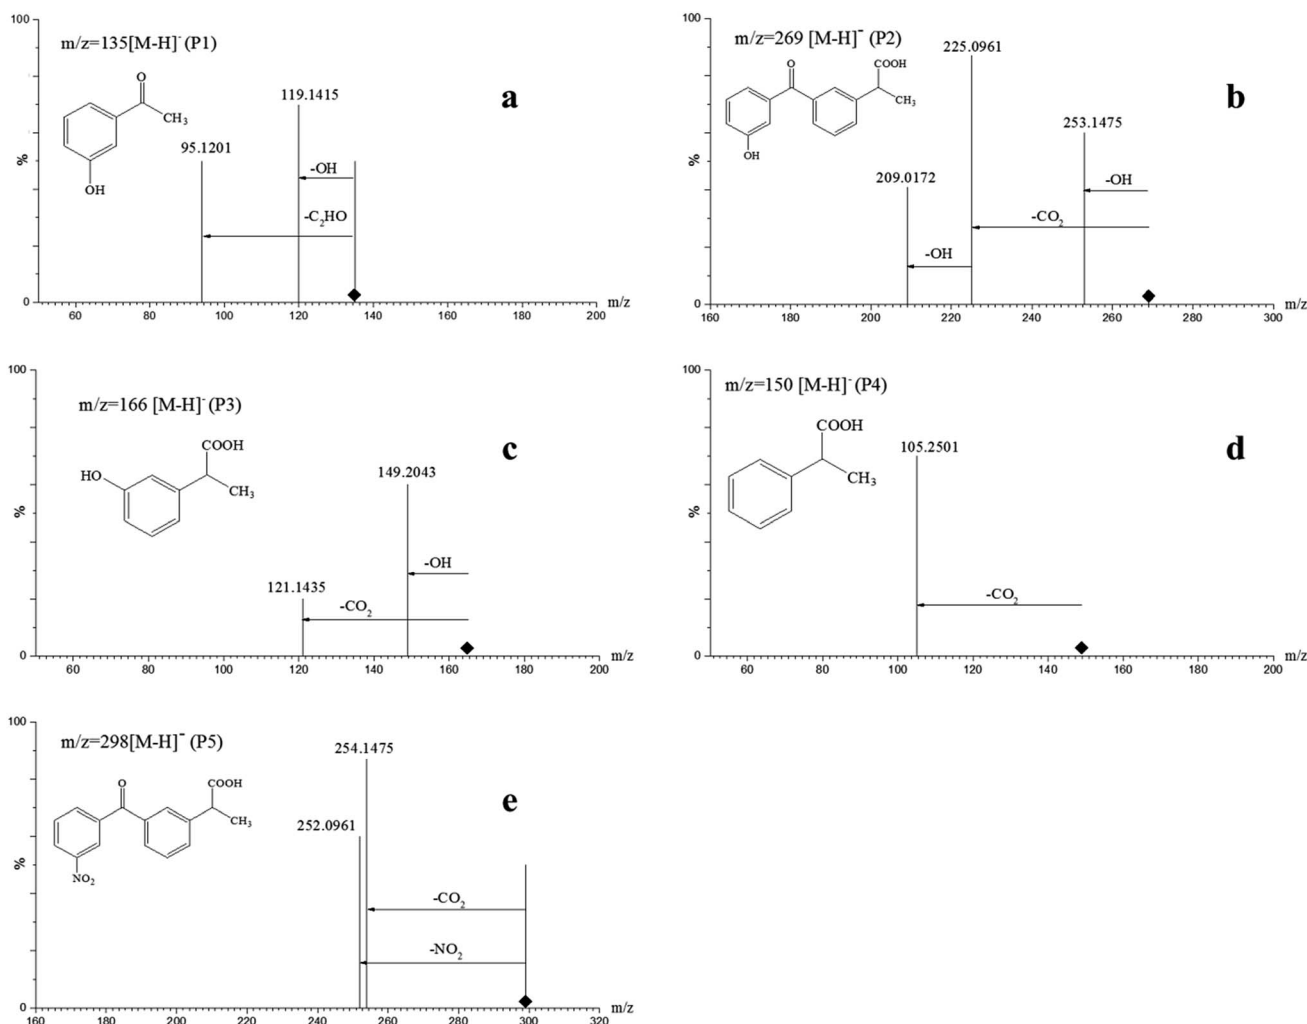 100
m/z=135[M-H]⁻(P1)
O
CH₃
OH
a
119.1415
95.1201
-OH
-C₂HO
%
0
60 80 100 120 140 160 180 200
m/z
100
m/z=269 [M-H]⁻ (P2)
225.0961
b
O
COOH
CH₃
OH
253.1475
209.0172
-OH
-CO₂
-OH
%
0
160 180 200 220 240 260 280 300
m/z
100
m/z=166 [M-H]⁻(P3)
COOH
HO
CH₃
c
149.2043
121.1435
-OH
-CO₂
%
0
60 80 100 120 140 160 180 200
m/z
100
m/z=150 [M-H]⁻(P4)
COOH
CH₃
d
105.2501
-CO₂
%
0
60 80 100 120 140 160 180 200
m/z
100
m/z=298[M-H]⁻ (P5)
254.1475
O
COOH
CH₃
NO₂
e
252.0961
-CO₂
-NO₂
%
0
160 180 200 220 240 260 280 300 320
m/z